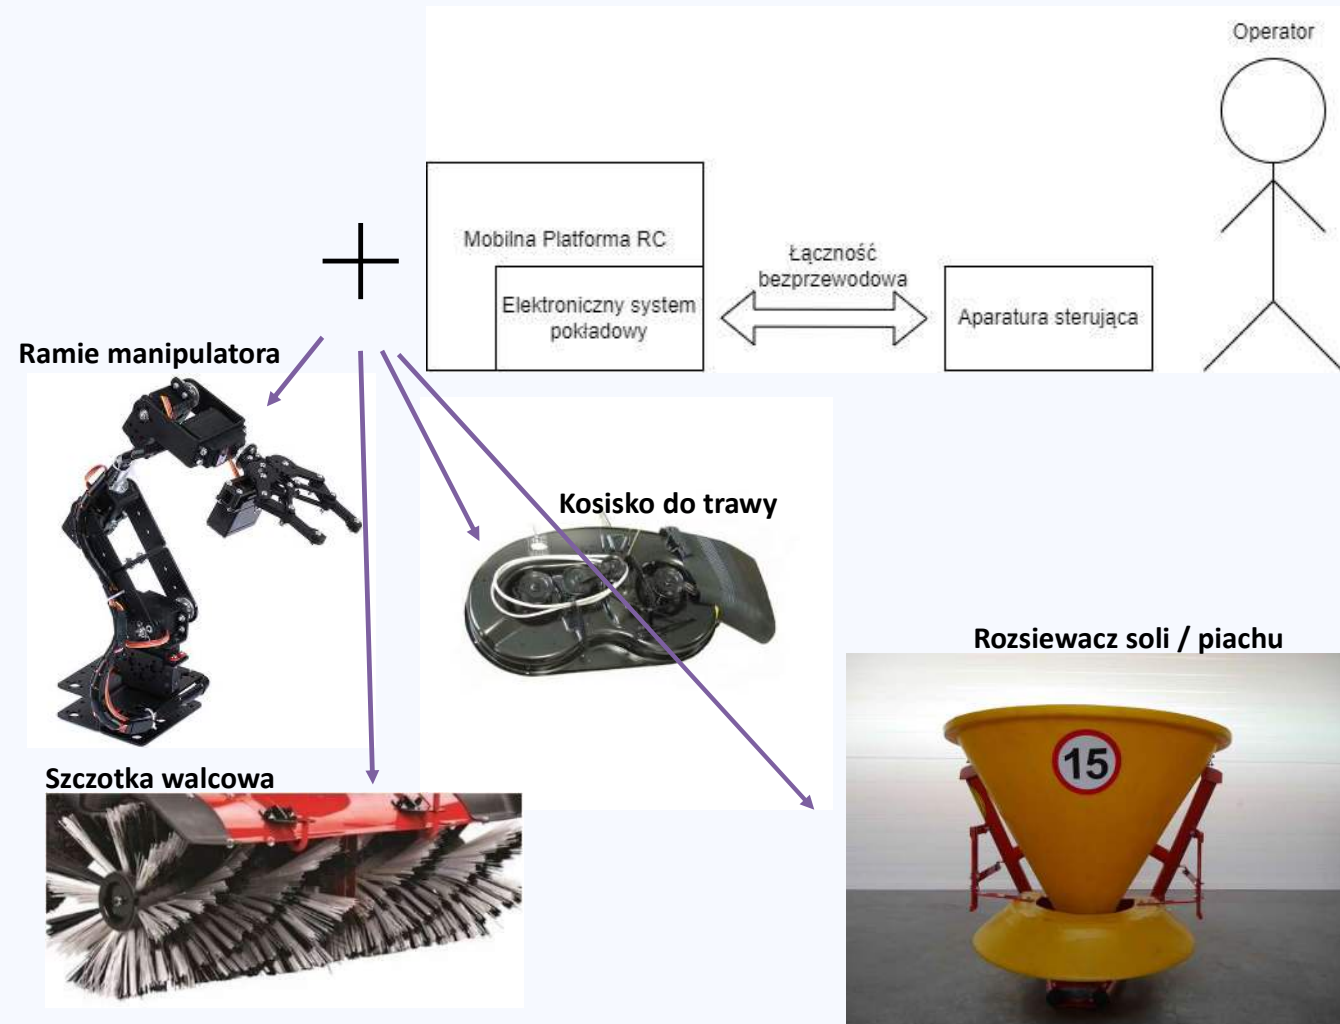 Operator
Mobilna Platforma RC
Elektroniczny system
pokładowy
Łączność
bezprzewodowa
Aparatura sterująca
Ramie manipulatora
Kosisko do trawy
Rozsiewacz soli / piachu
15
Szczotka walcowa